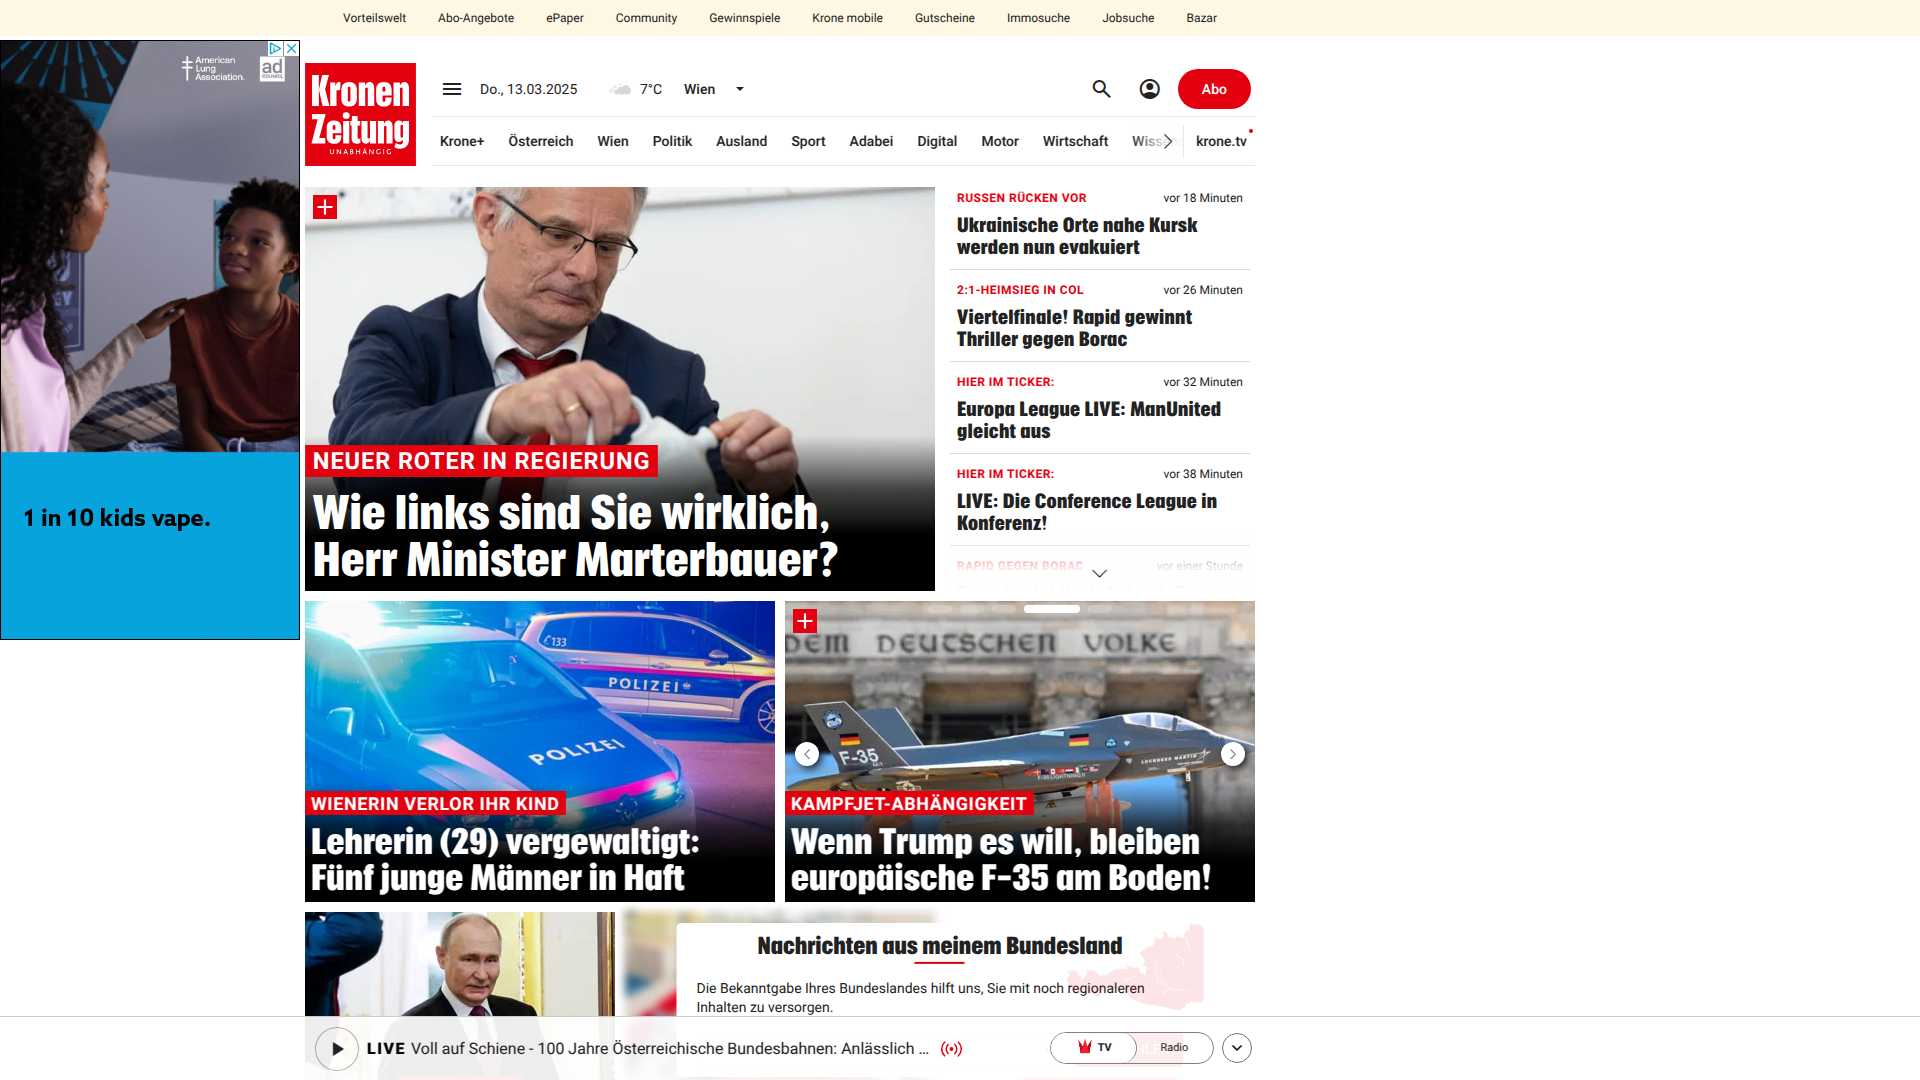 Vorteilswelt Abo-Angebote ePaper Community Gewinnspiele Krone mobile Gutscheine Immosuche Jobsuche Bazar
American
Lung
Association.
ad
COUNCIL
1 in 10 kids vape.
Kronen
Zeitung
UNABHÄNGIG
Do., 13.03.2025 7°C Wien Abo
Krone+ Österreich Wien Politik Ausland Sport Adabei Digital Motor Wirtschaft krone.tv
NEUER ROTER IN REGIERUNG
Wie links sind Sie wirklich,
Herr Minister Marterbauer?
RUSSEN RÜCKEN VOR vor 18 Minuten
Ukrainische Orte nahe Kursk
werden nun evakuiert
2:1-HEIMSIEG IN COL vor 26 Minuten
Viertelfinale! Rapid gewinnt
Thriller gegen Borac
HIER IM TICKER: vor 32 Minuten
Europa League LIVE: ManUnited
gleicht aus
HIER IM TICKER: vor 38 Minuten
LIVE: Die Conference League in
Konferenz!
RAPID GEGEN BORAC vor einer Stunde
133
POLIZEI
POLIZEI
WIENERIN VERLOR IHR KIND
Lehrerin (29) vergewaltigt:
Fünf junge Männer in Haft
DEM DEUTSCHEN VOLKE
F-35
LOCKHEED MARTIN
KAMPFJET-ABHÄNGIGKEIT
Wenn Trump es will, bleiben
europäische F-35 am Boden!
Nachrichten aus meinem Bundesland
Die Bekanntgabe Ihres Bundeslandes hilft uns, Sie mit noch regionaleren
Inhalten zu versorgen.
LIVE Voll auf Schiene - 100 Jahre Österreichische Bundesbahnen: Anlässlich ... TV Radio